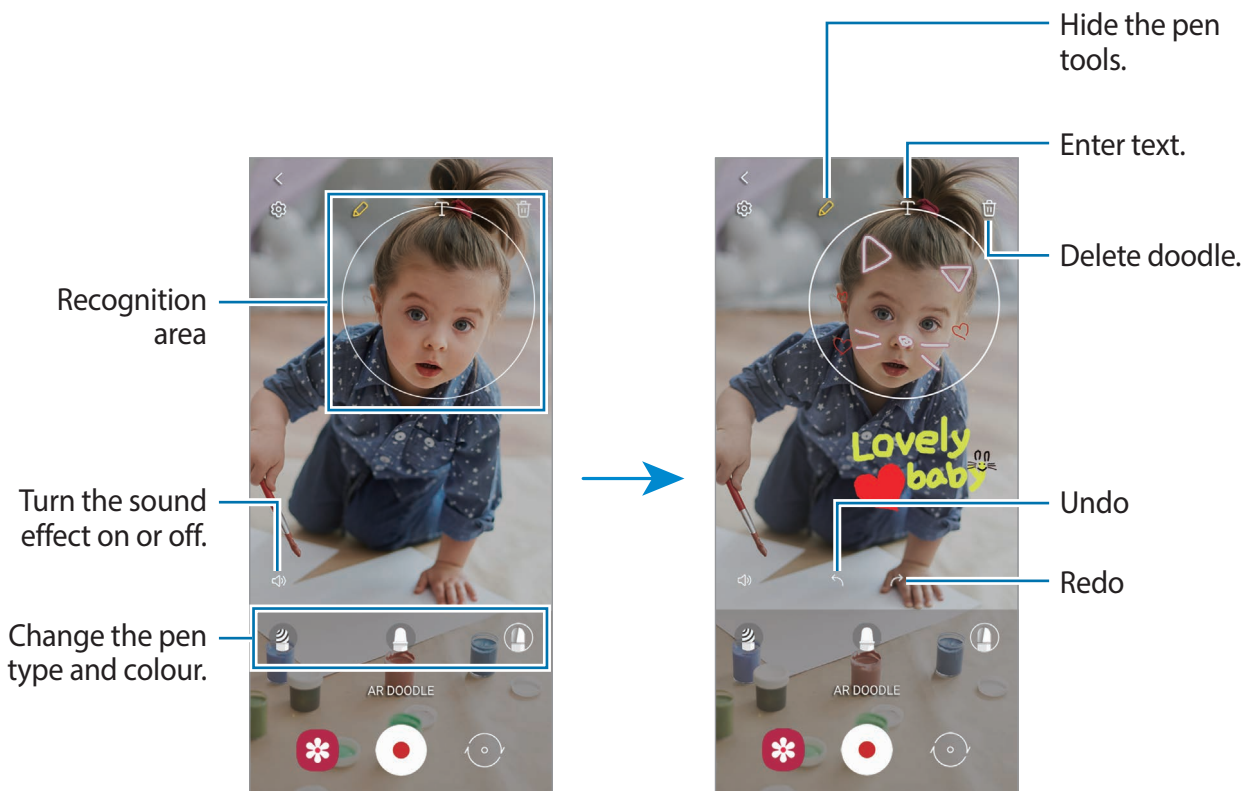 Hide the pen
tools.
Enter text.
Delete doodle.
Recognition
area
T
T
Lovely
baby
Turn the sound
effect on or off.
Undo
Redo
Change the pen
type and colour.
AR DOODLE
AR DOODLE